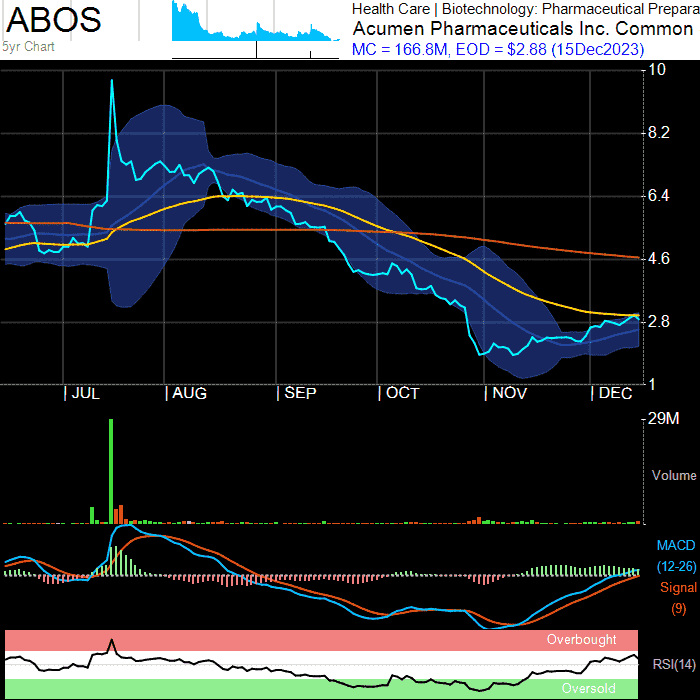 ABOS
5yr Chart
Health Care | Biotechnology: Pharmaceutical Prepara
Acumen Pharmaceuticals Inc. Common
MC = 166.8M, EOD = $2.88 (15Dec2023)
10
8.2
6.4
4.6
2.8
1
| JUL | AUG | SEP | OCT | NOV | DEC
29M
Volume
MACD
(12-26)
Signal
(9)
Overbought
RSI(14)
Oversold